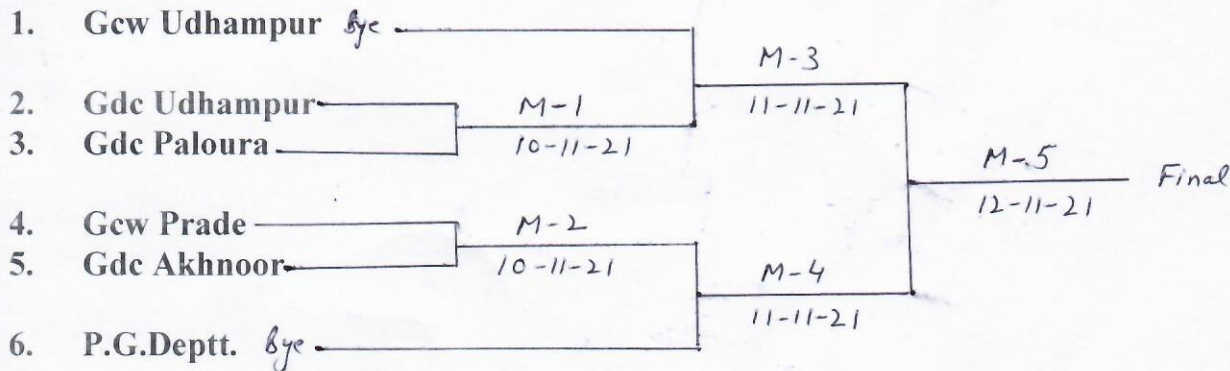 1. Gcw Udhampur Bye
M-3
11-11-21
2. Gdc Udhampur
M-1
3. Gdc Paloura
10-11-21
M-5
Final
12-11-21
4. Gcw Prade
M-2
5. Gdc Akhnoor
10-11-21
M-4
11-11-21
6. P.G.Deptt. Bye